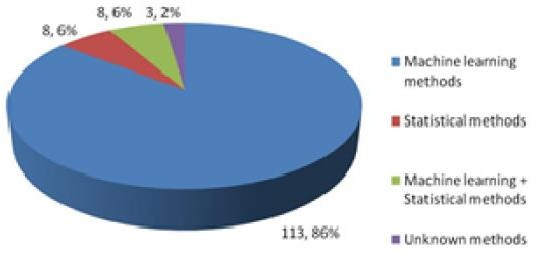 8, 6%
8, 6%
3, 2%
113, 86%
Machine learning
methods
Statistical methods
Machine learning +
Statistical methods
Unknown methods